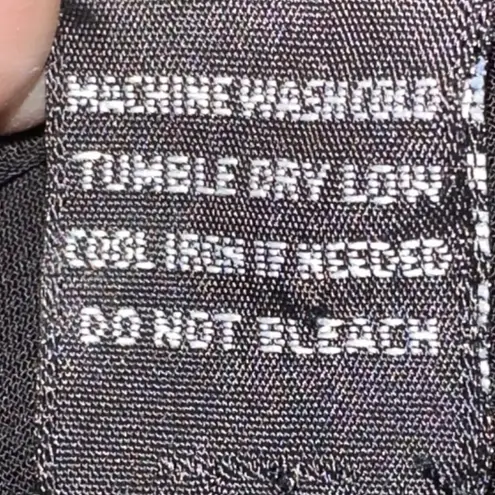 MACHINE WASH COLD
TUMBLE DRY LOW
COOL IRON IF NEEDED
DO NOT BLEACH